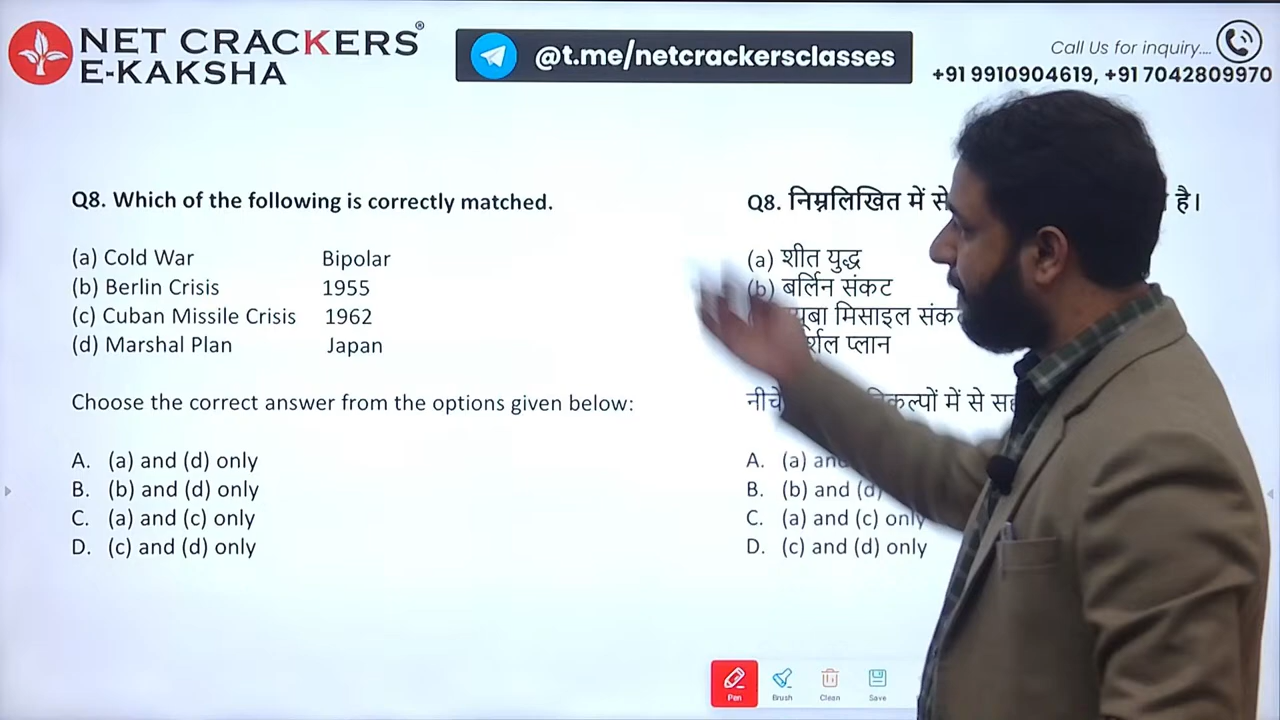 NET CRACKERS®
E-KAKSHA
@t.me/netcrackersclasses
Call Us for inquiry....
+91 9910904619, +91 7042809970
Q8. Which of the following is correctly matched.
(a) Cold War Bipolar
(b) Berlin Crisis 1955
(c) Cuban Missile Crisis 1962
(d) Marshal Plan Japan
Choose the correct answer from the options given below:
A. (a) and (d) only
B. (b) and (d) only
C. (a) and (c) only
D. (c) and (d) only
Q8. निम्नलिखित में से है।
(a) शीत युद्ध
(b) बर्लिन संकट
मिसाइल
प्लान
में से
A. (a)
B. (b) and (d)
C. (a) and (c) only
D. (c) and (d) only
Pen Brush Clean Save